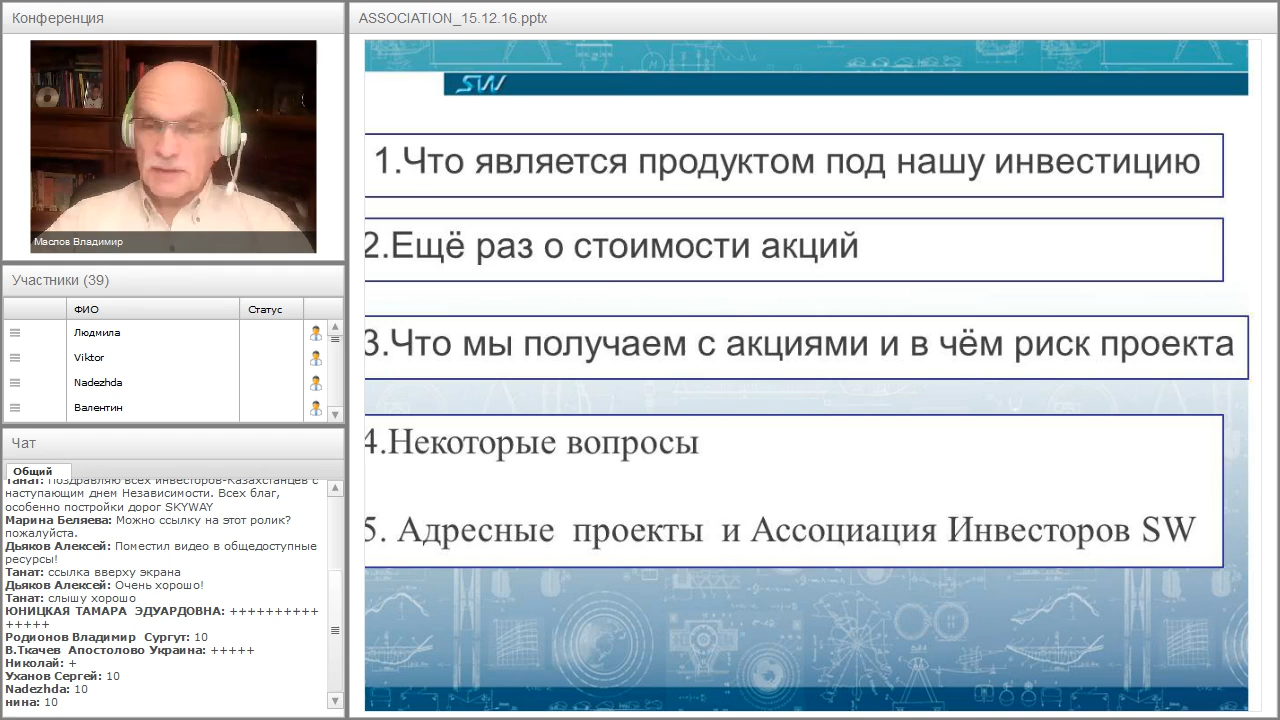 Конференция
Маслов Владимир
Участники (39)
ФИО
Статус
Людмила
Viktor
Nadezhda
Валентин
Чат
Общий
Танат: Поздравляю всех инвесторов-Казахстанцев с
наступающим днем Независимости. Всех благ,
особенно постройки дорог SKYWAY
Марина Беляева: Можно ссылку на этот ролик?
пожалуйста.
Дьяков Алексей: Поместил видео в общедоступные
ресурсы!
Танат: ссылка вверху экрана
Дьяков Алексей: Очень хорошо!
Танат: слышу хорошо
ЮНИЦКАЯ ТАМАРА ЭДУАРДОВНА: ++++++++++
+++++
Родионов Владимир Сургут: 10
В.Ткачев Апостолово Украина: +++++
Николай: +
Уханов Сергей: 10
Nadezhda: 10
нина: 10
ASSOCIATION_15.12.16.pptx
SW
1.Что является продуктом под нашу инвестицию
2.Ещё раз о стоимости акций
3.Что мы получаем с акциями и в чём риск проекта
4.Некоторые вопросы
5. Адресные проекты и Ассоциация Инвесторов SW